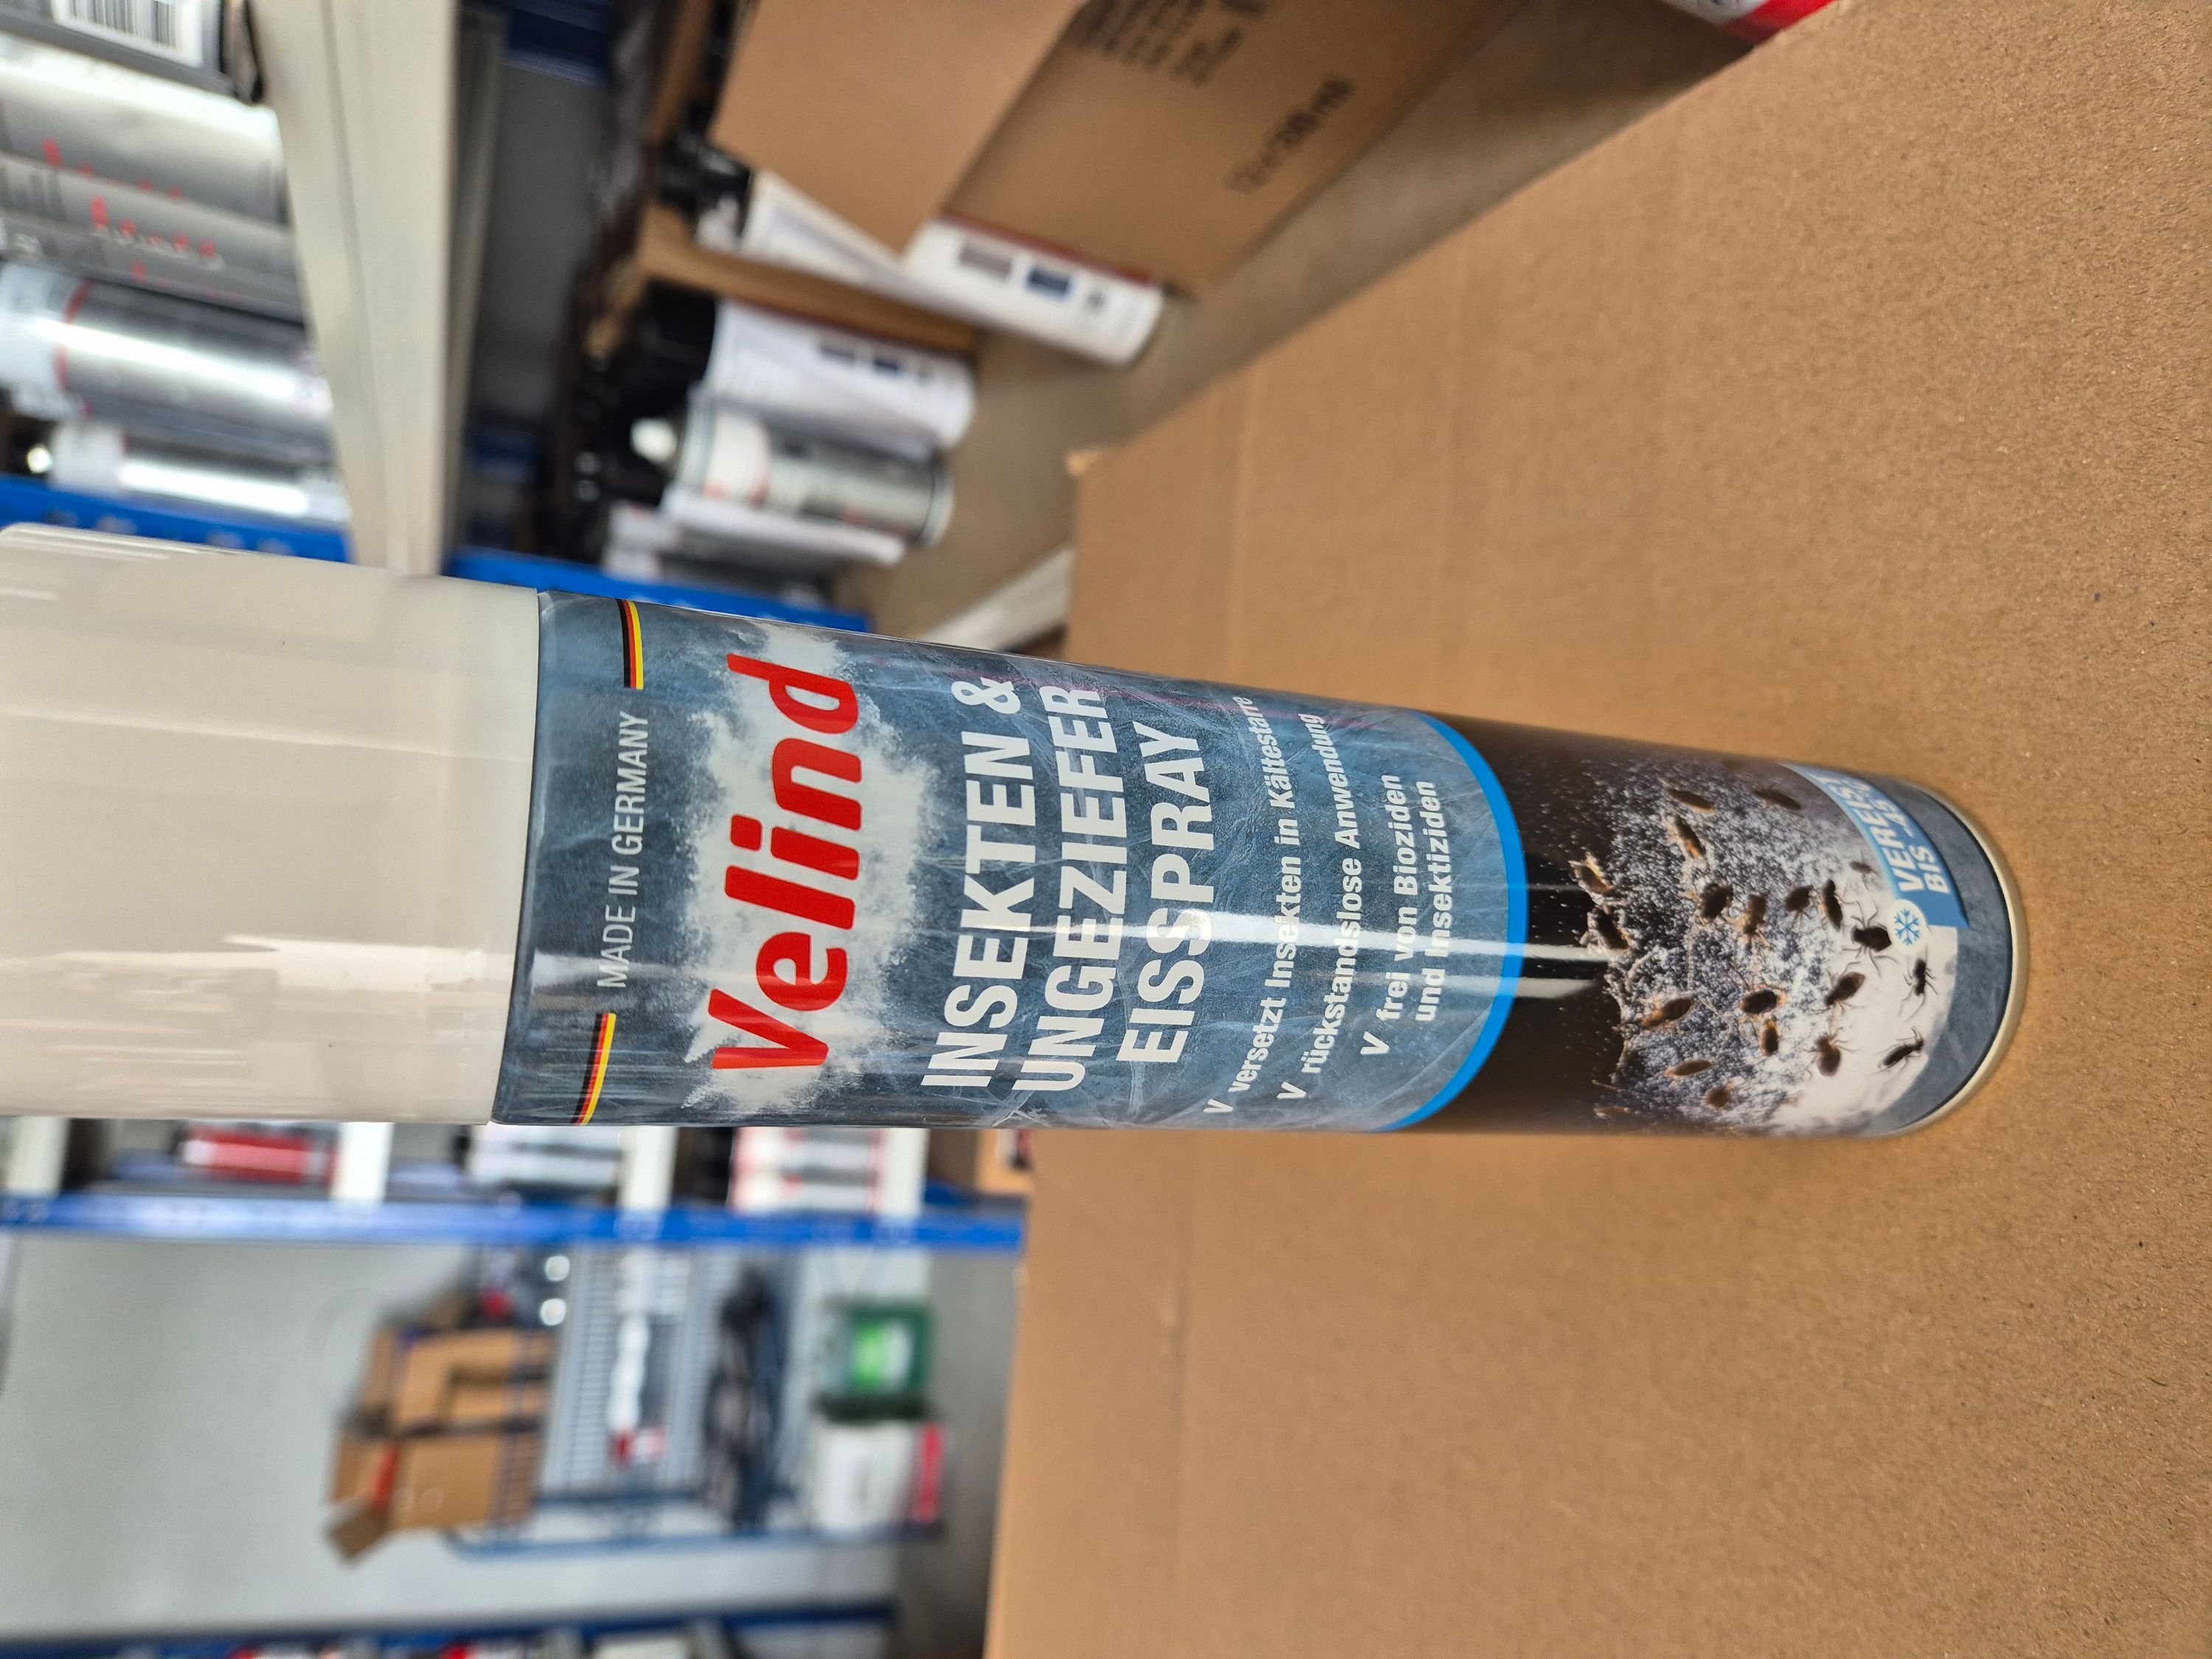 MADE IN GERMANY
Velind
INSEKTEN &
UNGEZIEFER
EISSPRAY
V versetzt Insekten in Kältestarre
V rückstandslose Anwendung
V frei von Bioziden
und Insektiziden
VEREIST
BIS -45°C